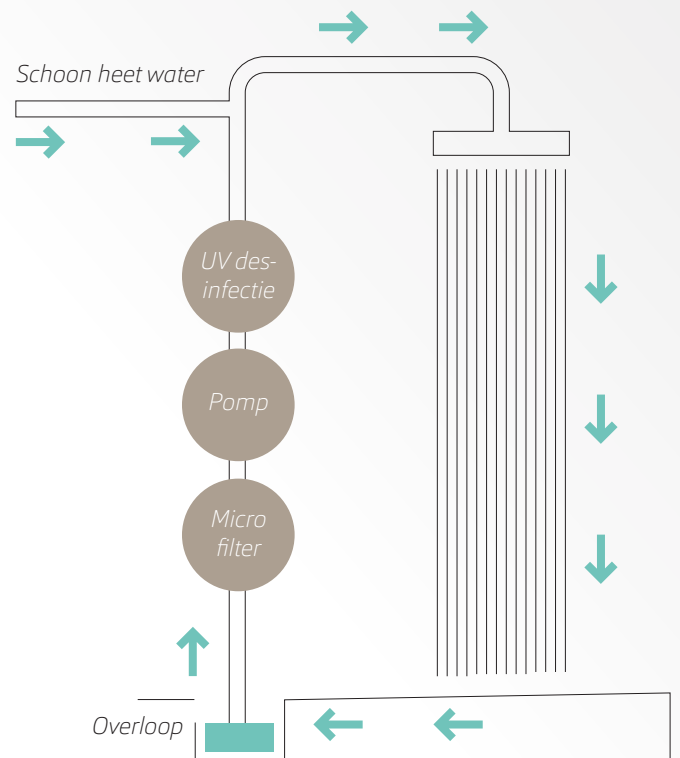 Schoon heet water
UV des-
infectie
Pomp
Micro
filter
Overloop